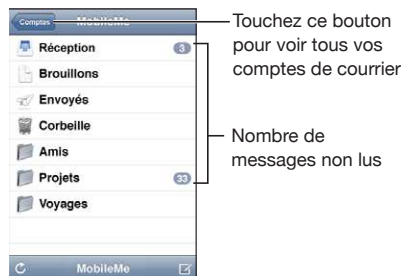 Comptes MobileMe
Réception 3
Brouillons
Envoyés
Corbeille
Amis
Projets 33
Voyages
MobileMe
Touchez ce bouton
pour voir tous vos
comptes de courrier
Nombre de
messages non lus